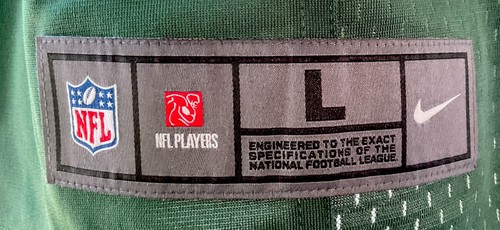 NFL
NFL PLAYERS
L
ENGINEERED TO THE EXACT
SPECIFICATIONS OF THE
NATIONAL FOOTBALL LEAGUE.